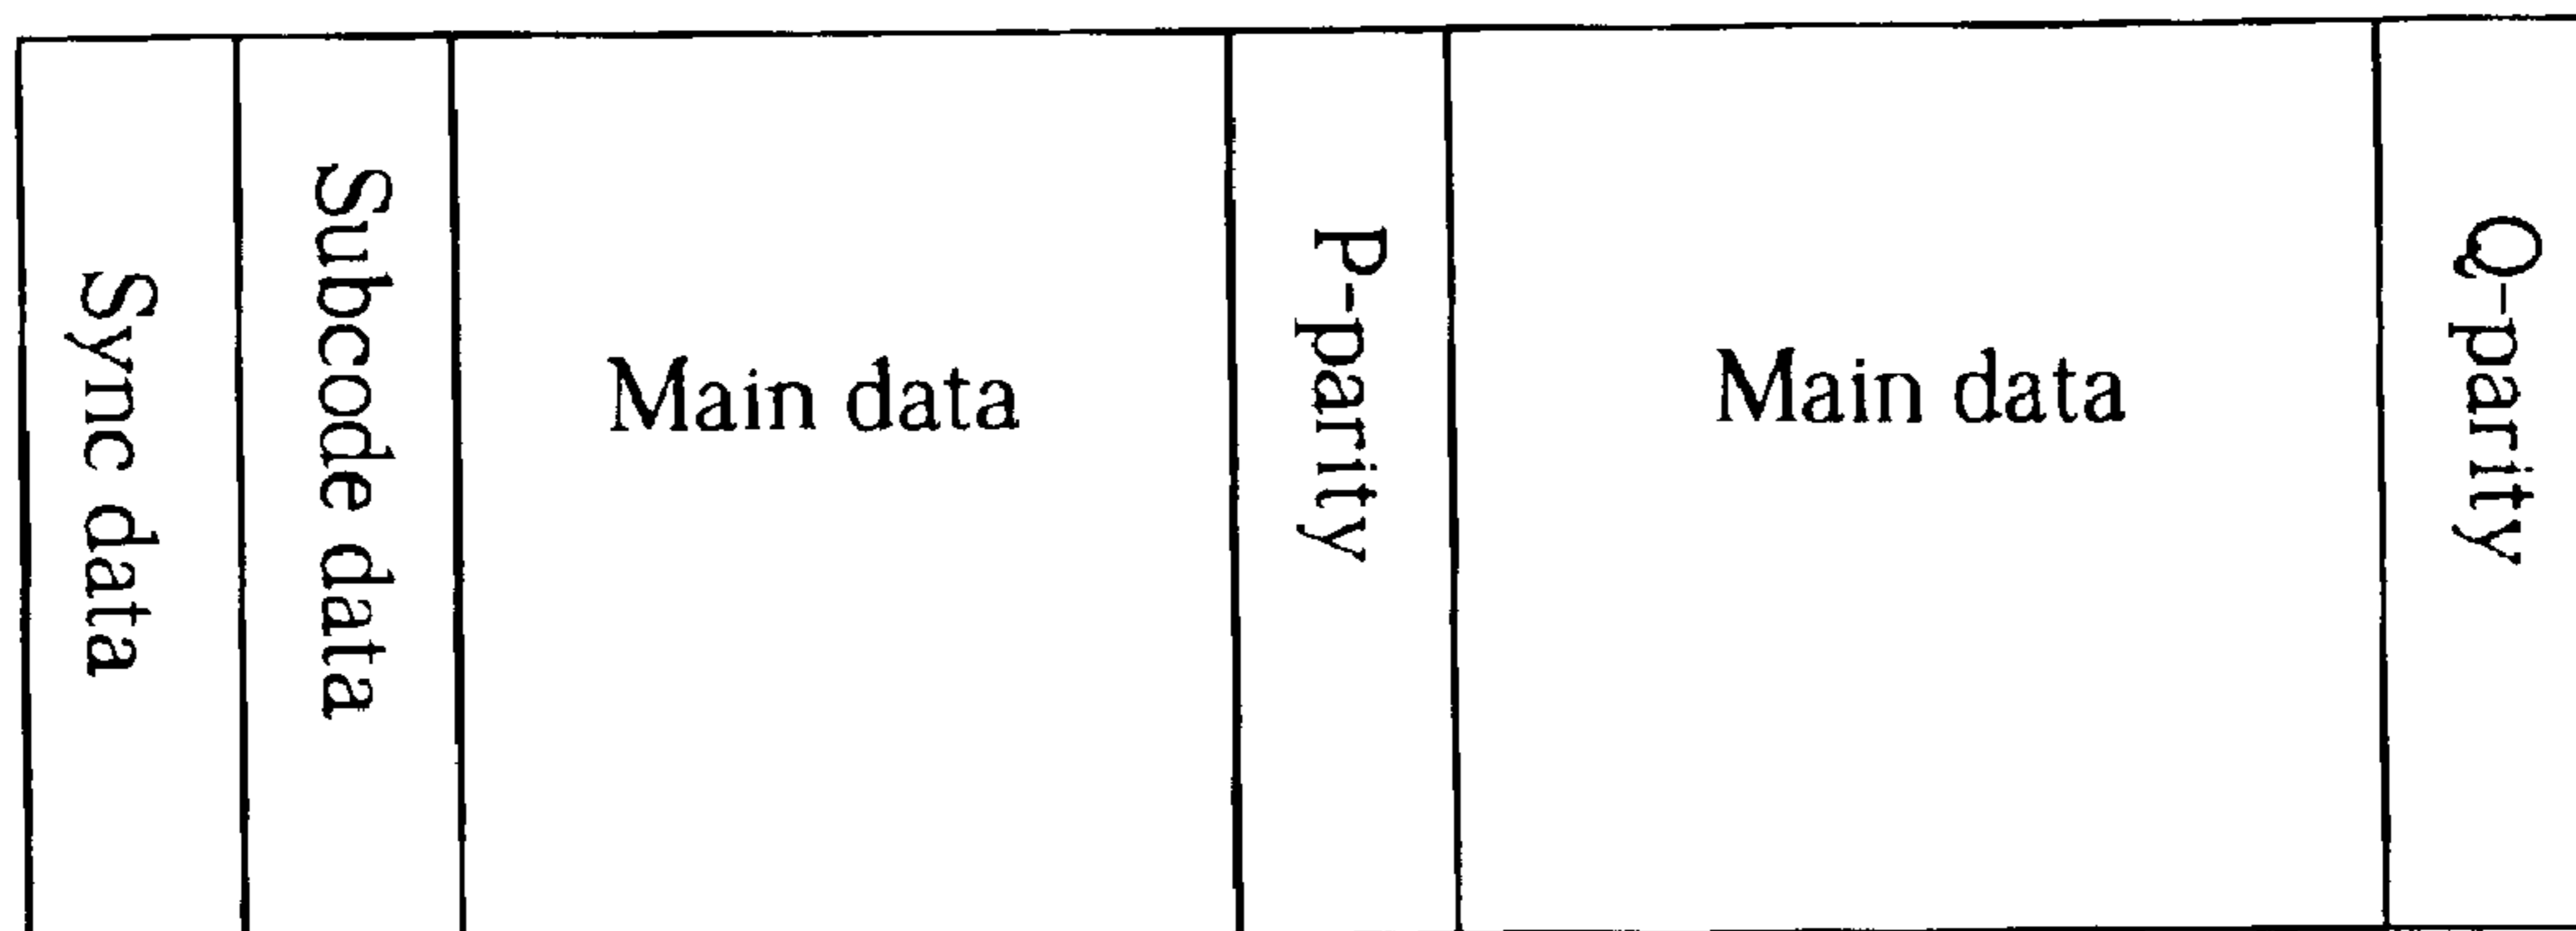 Sync data
Subcode data
Main data
P-parity
Main data
Q-parity